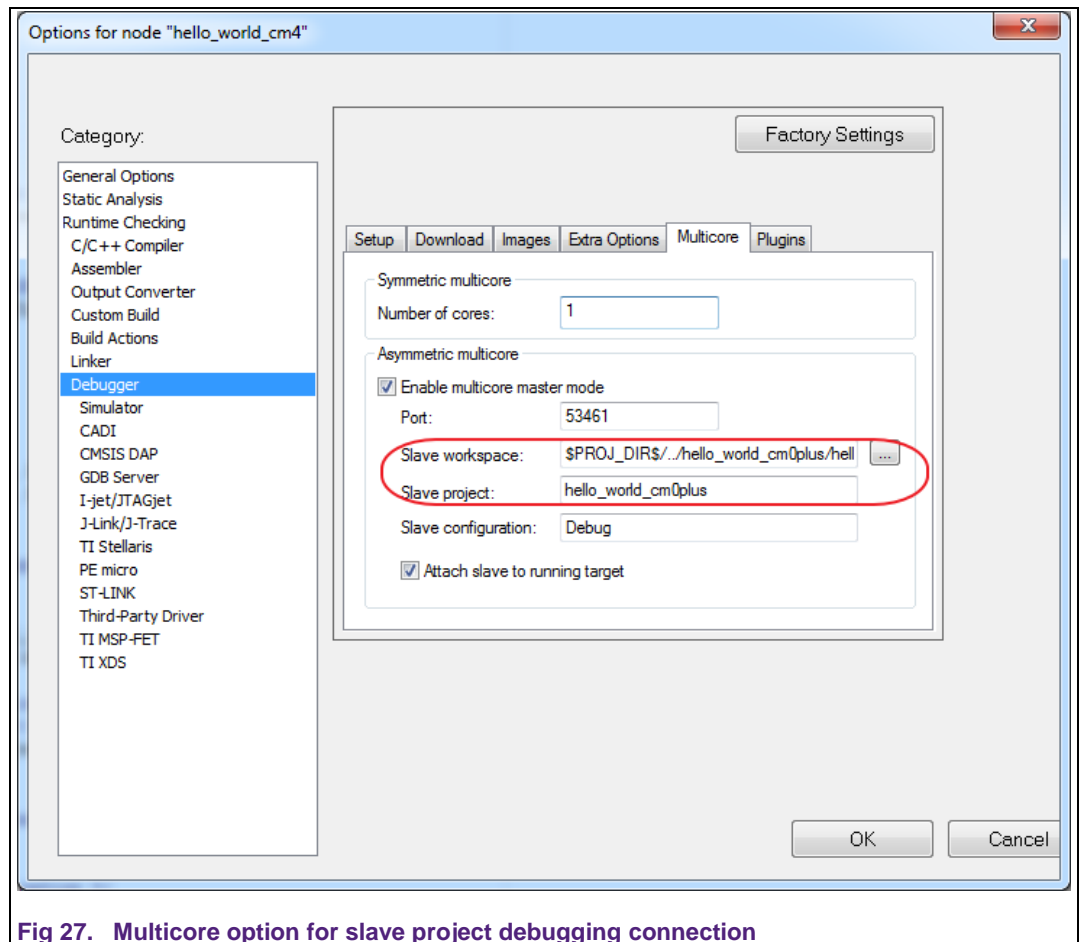 Options for node "hello_world_cm4"
Category:
Factory Settings
General Options
Static Analysis
Runtime Checking
C/C++ Compiler
Assembler
Output Converter
Custom Build
Build Actions
Linker
Debugger
Simulator
CADI
CMSIS DAP
GDB Server
I-jet/JTAGjet
J-Link/J-Trace
TI Stellaris
PE micro
ST-LINK
Third-Party Driver
TI MSP-FET
TI XDS
Setup Download Images Extra Options Multicore Plugins
Symmetric multicore
Number of cores: 1
Asymmetric multicore
Enable multicore master mode
Port: 53461
Slave workspace: $PROJ_DIR$/../hello_world_cm0plus/hell ...
Slave project: hello_world_cm0plus
Slave configuration: Debug
Attach slave to running target
OK Cancel
Fig 27. Multicore option for slave project debugging connection